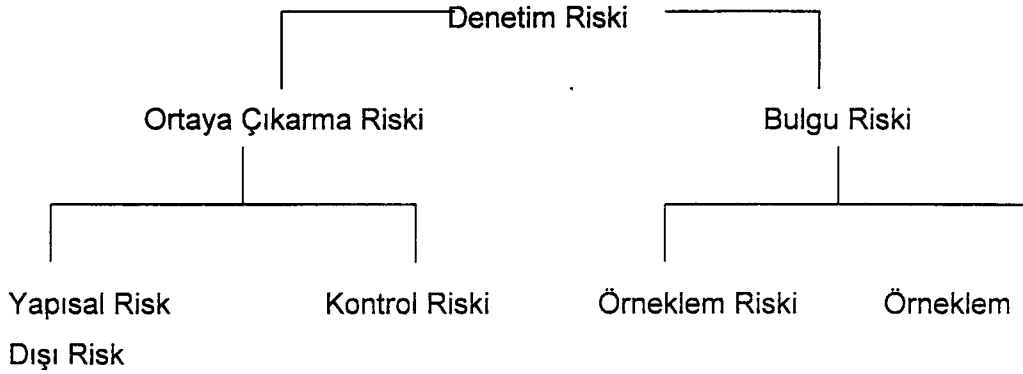 Denetim Riski
Ortaya Çıkarma Riski Bulgu Riski
Yapısal Risk Kontrol Riski Örneklem Riski Örneklem
Dışı Risk